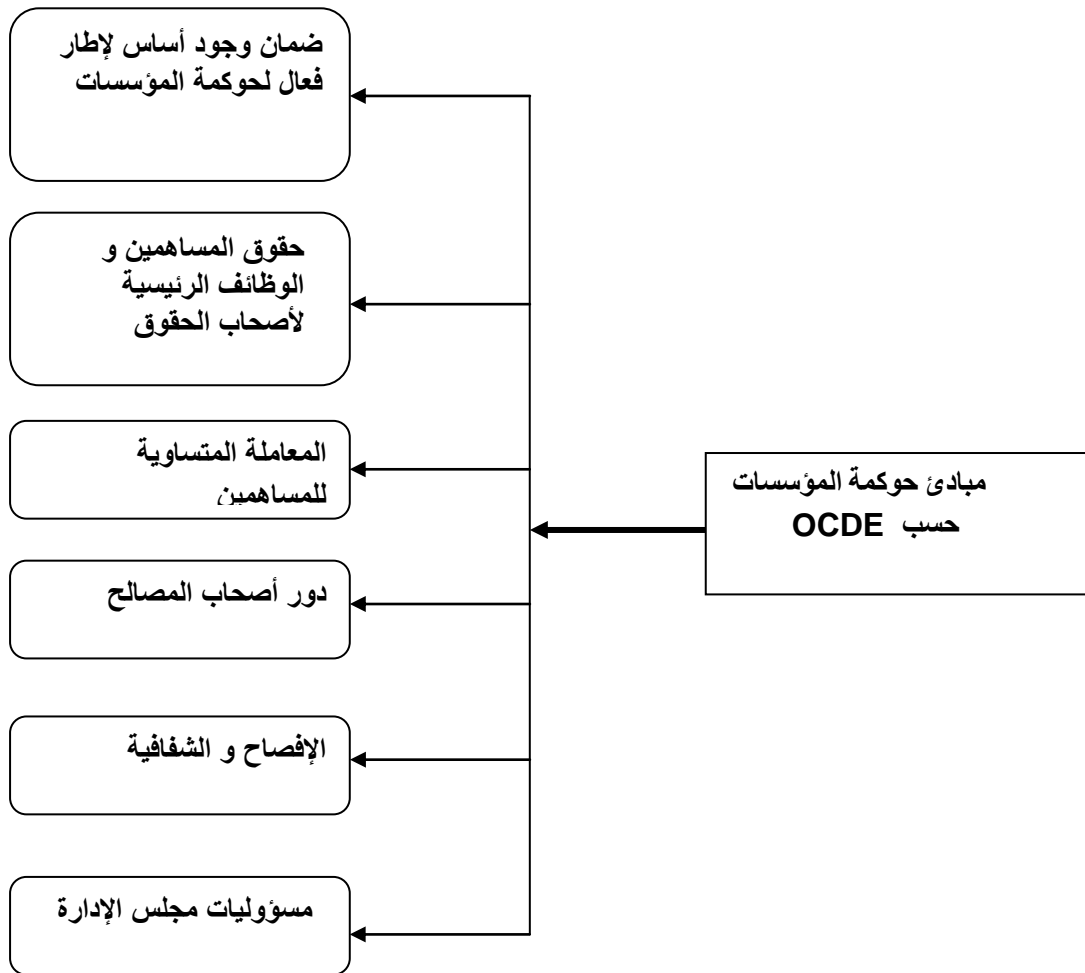 مبادئ حوكمة المؤسسات
حسب OCDE
ضمان وجود أساس لإطار
فعال لحوكمة المؤسسات
حقوق المساهمين و
الوظائف الرئيسية
لأصحاب الحقوق
المعاملة المتساوية
للمساهمين
دور أصحاب المصالح
الإفصاح و الشفافية
مسؤوليات مجلس الإدارة